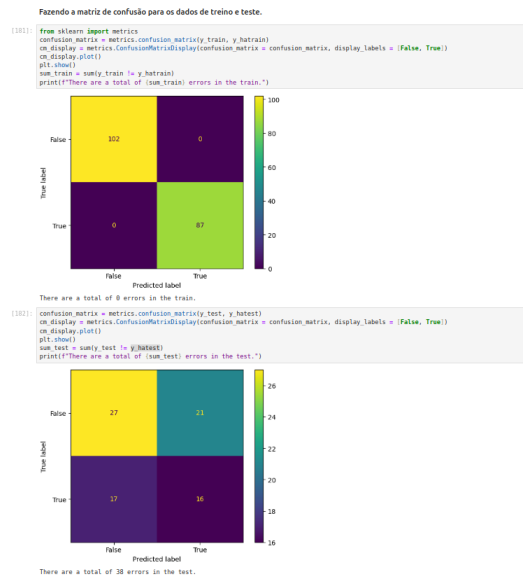 Fazendo a matriz de confusão para os dados de treino e teste.
[181]: from sklearn import metrics
confusion_matrix = metrics.confusion_matrix(y_train, y_hatrain)
cm_display = metrics.ConfusionMatrixDisplay(confusion_matrix = confusion_matrix, display_labels = [False, True])
cm_display.plot()
plt.show()
sum_train = sum(y_train != y_hatrain)
print(f"There are a total of {sum_train} errors in the train.")
100
False
102
0
80
60
True label
40
True
0
87
20
0
False
True
Predicted label
There are a total of 0 errors in the train.
[182]: confusion_matrix = metrics.confusion_matrix(y_test, y_hatest)
cm_display = metrics.ConfusionMatrixDisplay(confusion_matrix = confusion_matrix, display_labels = [False, True])
cm_display.plot()
plt.show()
sum_test = sum(y_test != y_hatest)
print(f"There are a total of {sum_test} errors in the test.")
26
False
27
21
24
22
True label
20
True
17
16
18
16
False
True
Predicted label
There are a total of 38 errors in the test.